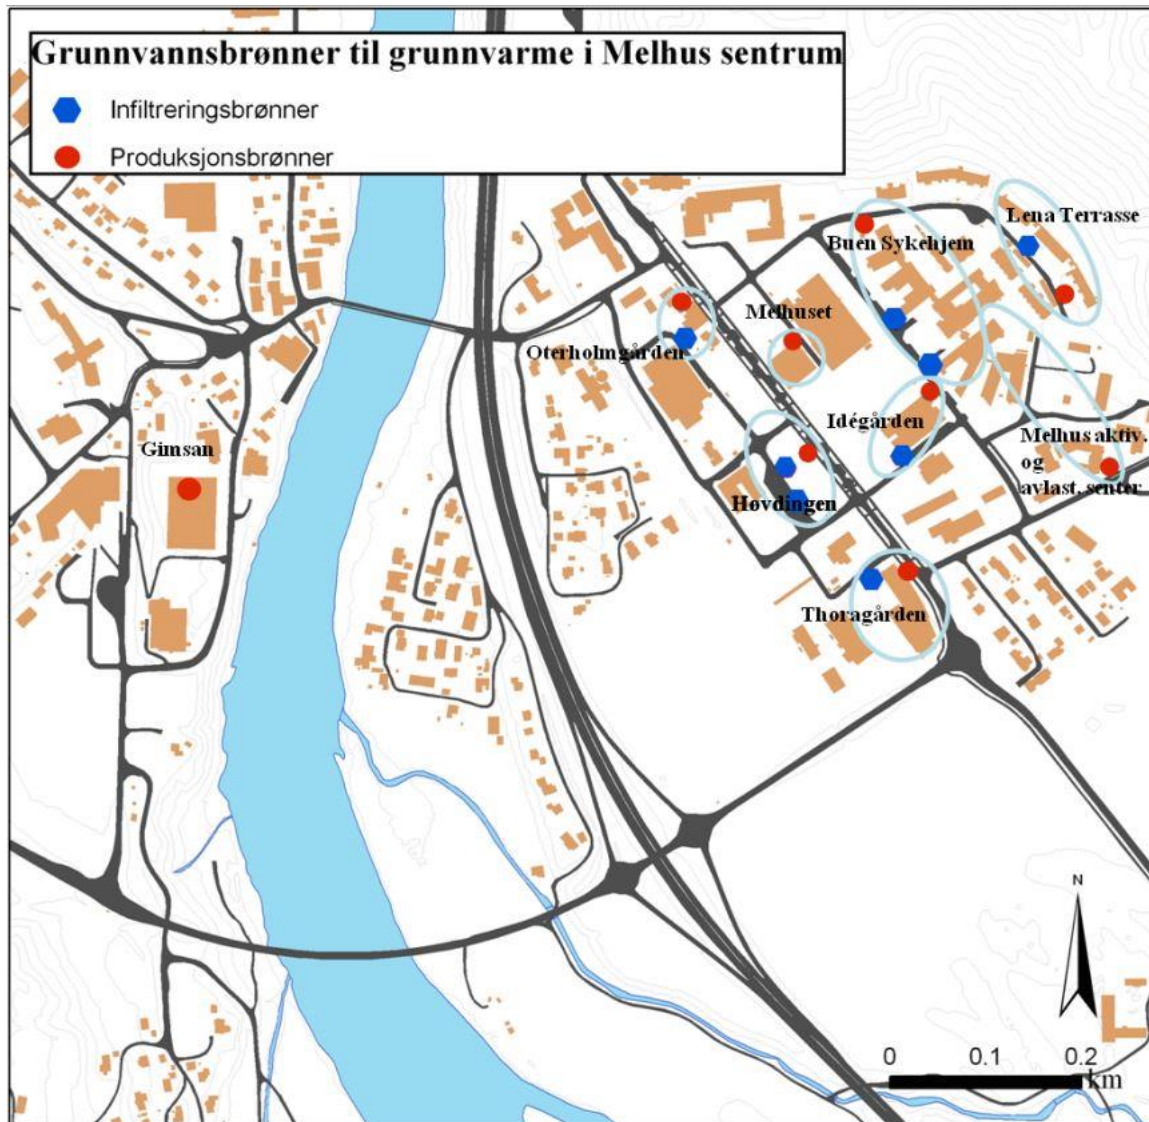 Grunnvannsbrønner til grunnvarme i Melhus sentrum
Infiltreringsbrønner
Produksjonsbrønner
Lena Terrasse
Buen Sykehjem
Melhuset
Oterholmgården
Idégården
Melhus aktiv.
og
avlast. senter
Gimsan
Høvdingen
Thoragården
N
0 0.1 0.2
km